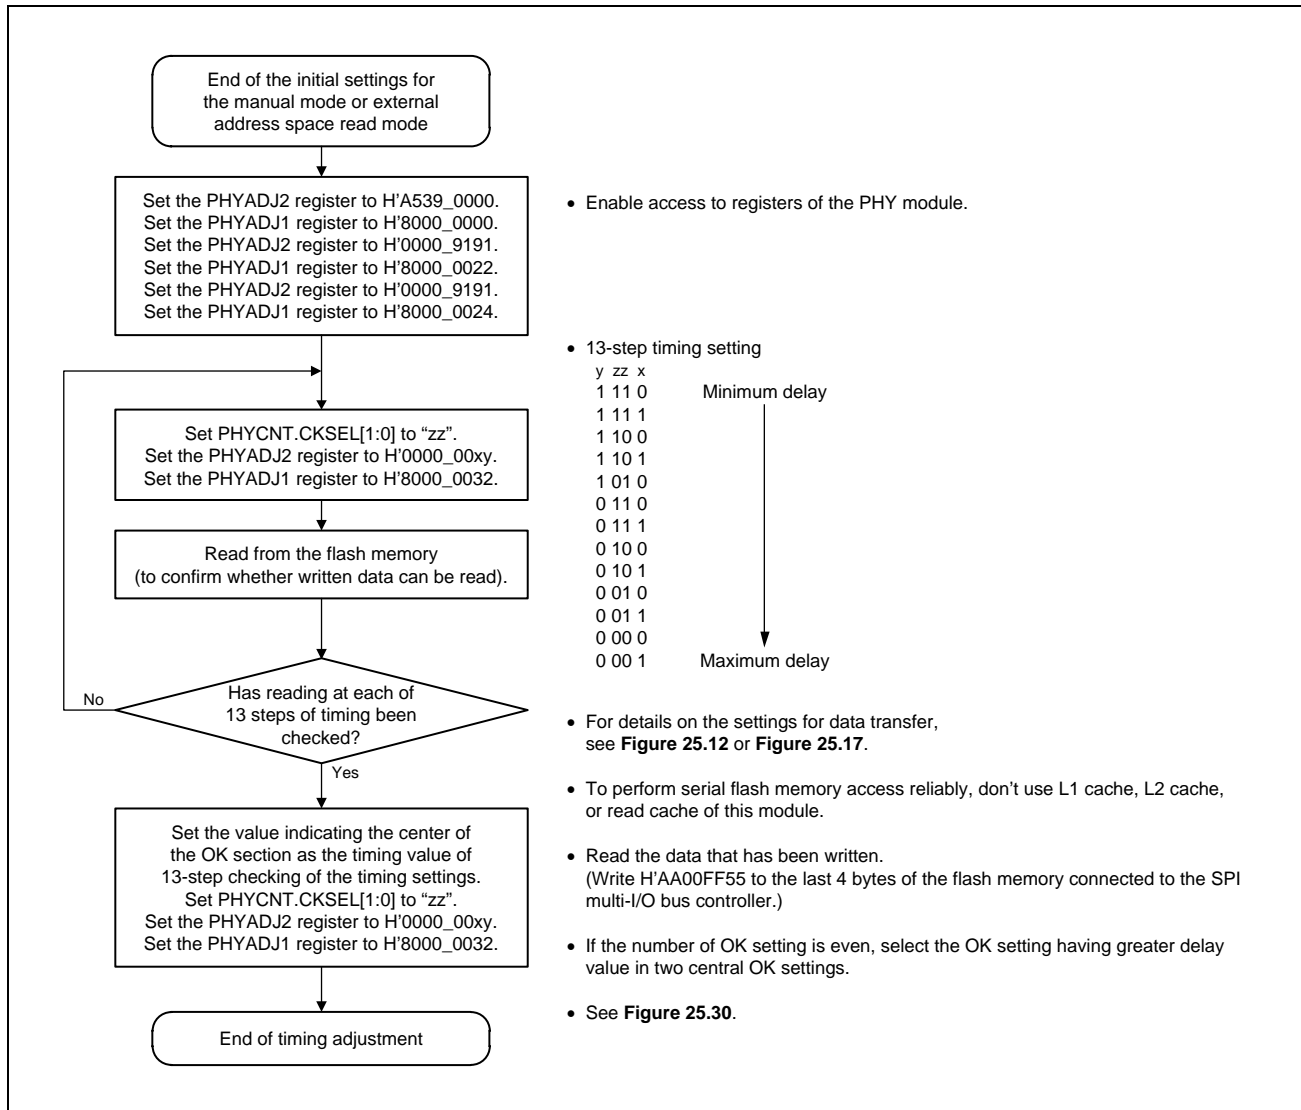 End of the initial settings for
the manual mode or external
address space read mode
Set the PHYADJ2 register to H'A539_0000.
Set the PHYADJ1 register to H'8000_0000.
Set the PHYADJ2 register to H'0000_9191.
Set the PHYADJ1 register to H'8000_0022.
Set the PHYADJ2 register to H'0000_9191.
Set the PHYADJ1 register to H'8000_0024.
• Enable access to registers of the PHY module.
Set PHYCNT.CKSEL[1:0] to “zz”.
Set the PHYADJ2 register to H'0000_00xy.
Set the PHYADJ1 register to H'8000_0032.
• 13-step timing setting
y zz x
1 11 0 Minimum delay
1 11 1
1 10 0
1 10 1
1 01 0
0 11 0
0 11 1
0 10 0
0 10 1
0 01 0
0 01 1
0 00 0
0 00 1 Maximum delay
Read from the flash memory
(to confirm whether written data can be read).
Has reading at each of
13 steps of timing been
checked?
No
Yes
• For details on the settings for data transfer,
see Figure 25.12 or Figure 25.17.
• To perform serial flash memory access reliably, don't use L1 cache, L2 cache,
or read cache of this module.
Set the value indicating the center of
the OK section as the timing value of
13-step checking of the timing settings.
Set PHYCNT.CKSEL[1:0] to “zz”.
Set the PHYADJ2 register to H'0000_00xy.
Set the PHYADJ1 register to H'8000_0032.
• Read the data that has been written.
(Write H'AA00FF55 to the last 4 bytes of the flash memory connected to the SPI
multi-I/O bus controller.)
• If the number of OK setting is even, select the OK setting having greater delay
value in two central OK settings.
• See Figure 25.30.
End of timing adjustment